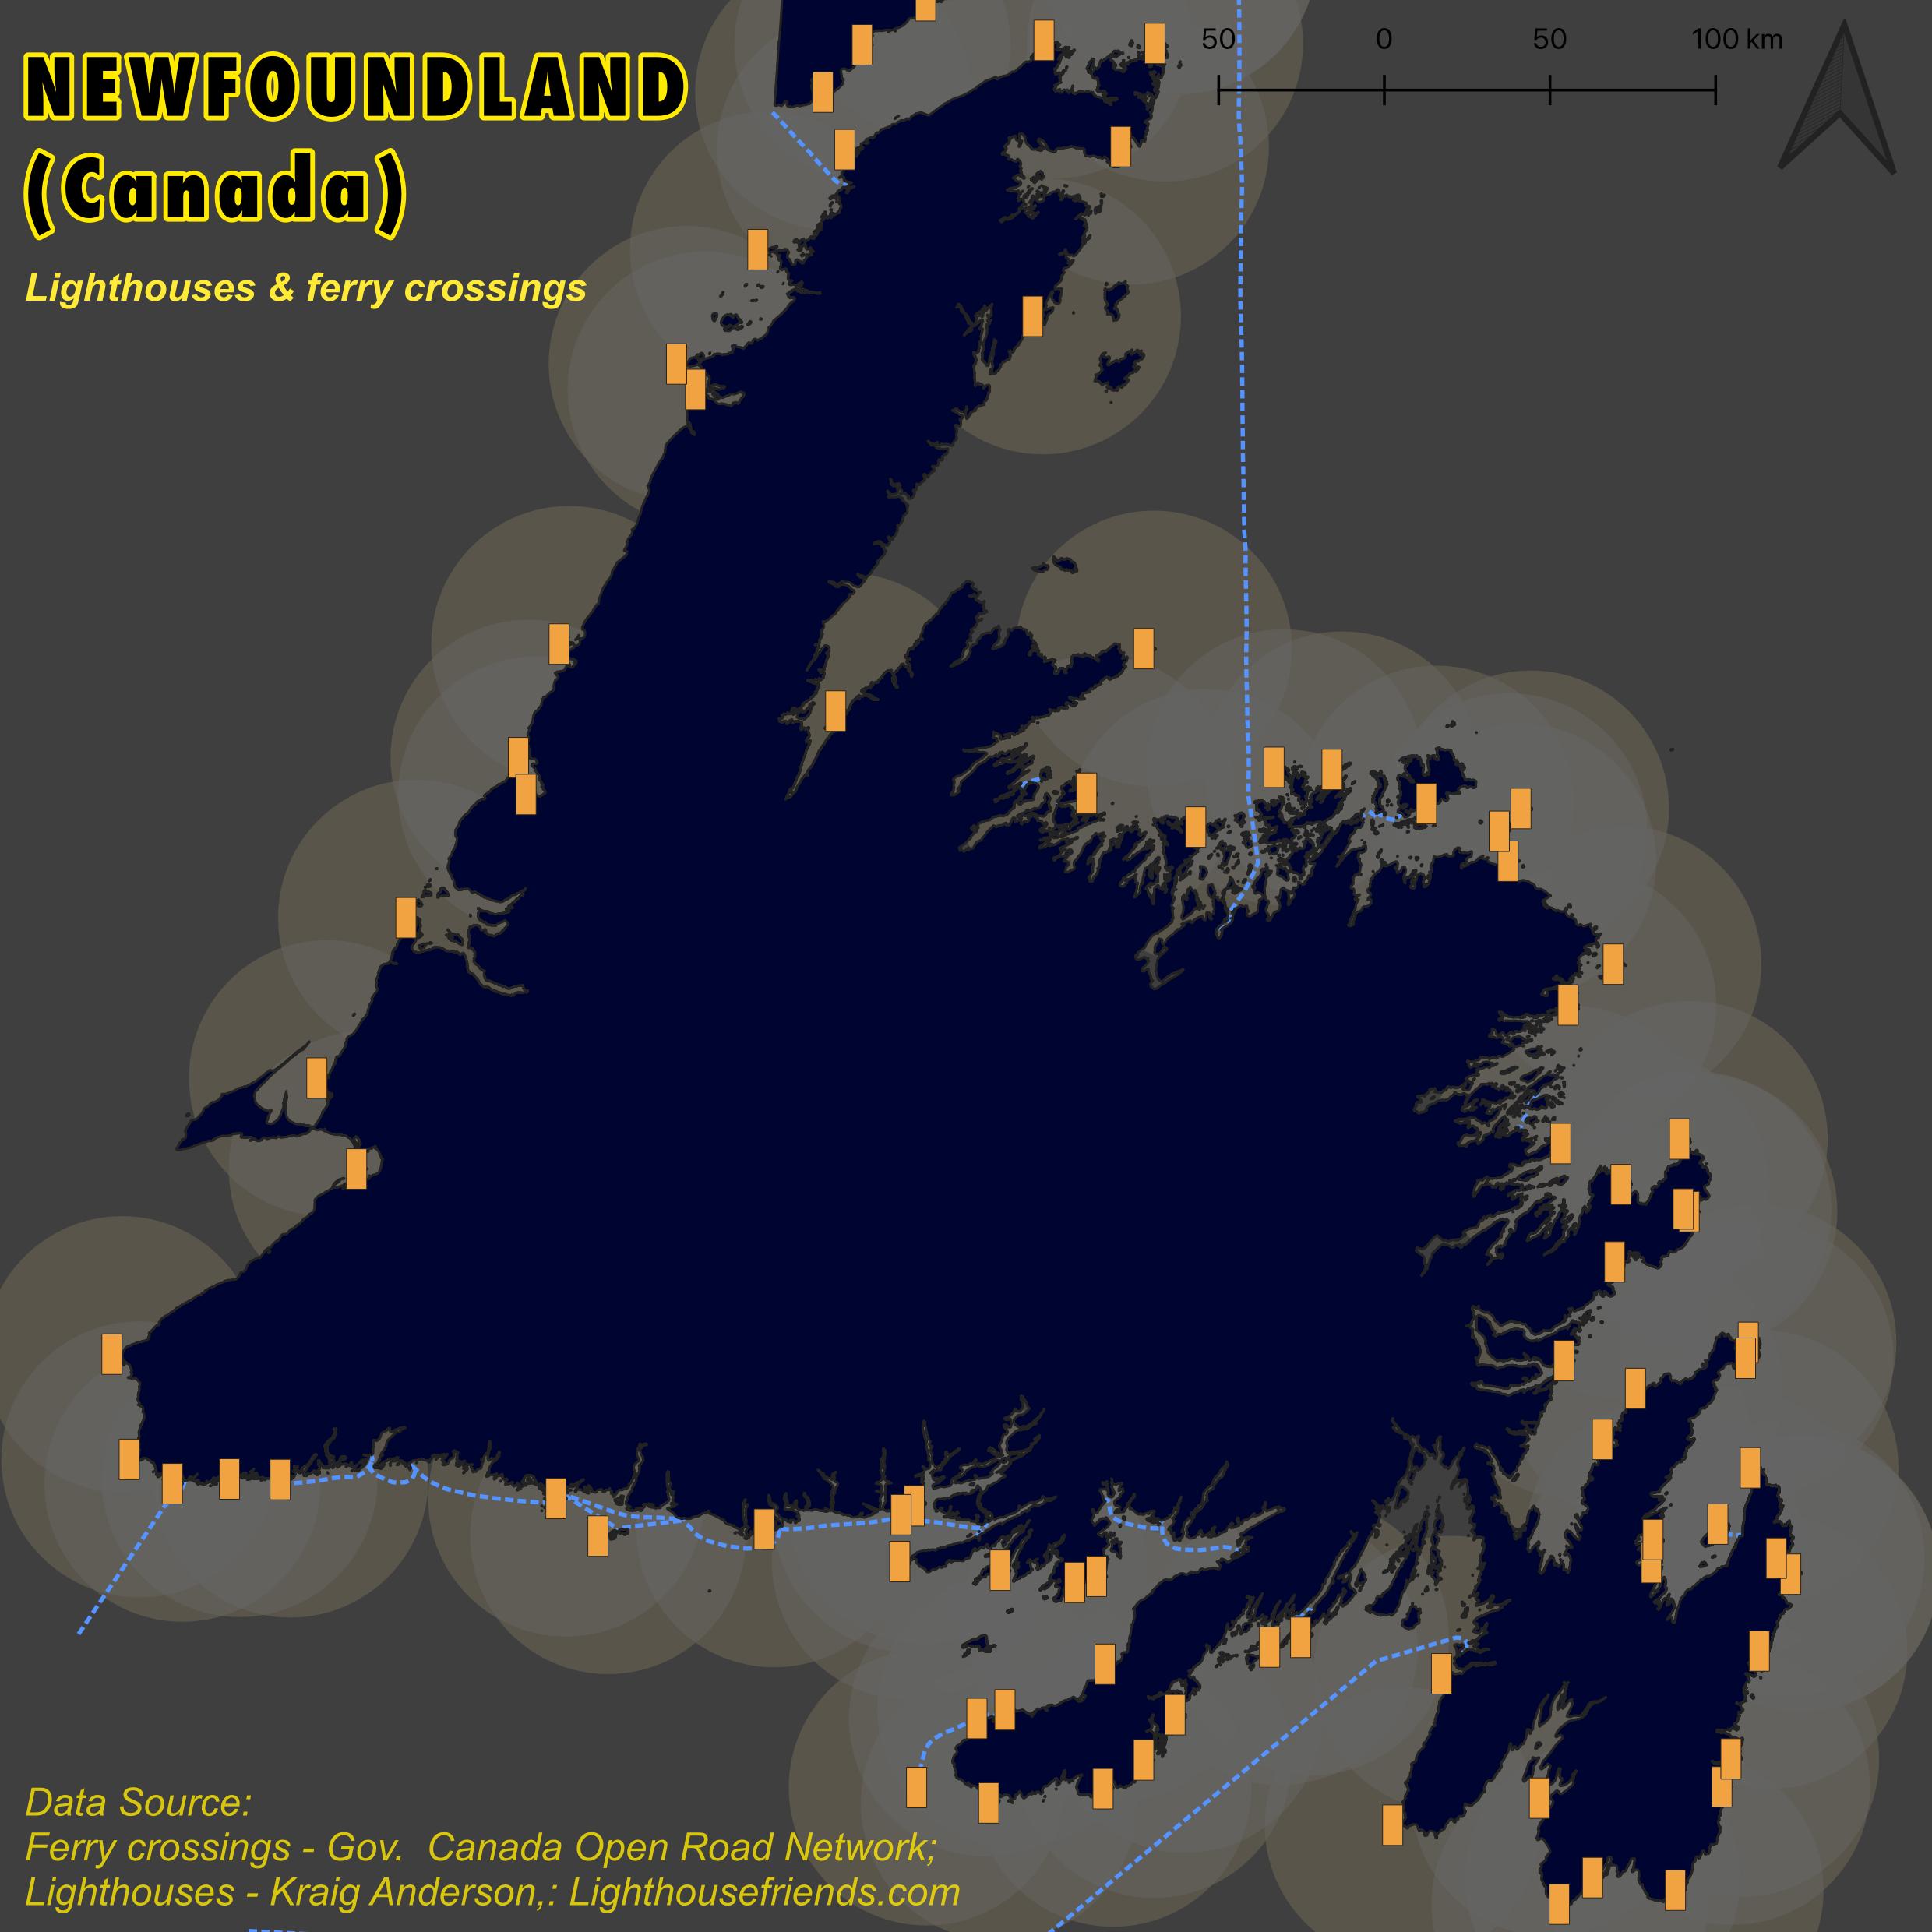 NEWFOUNDLAND
(Canada)
Lighthouses & ferry crossings
50 0 50 100 km
Data Source:
Ferry crossings - Gov. Canada Open Road Network;
Lighthouses - Kraig Anderson,: Lighthousefriends.com